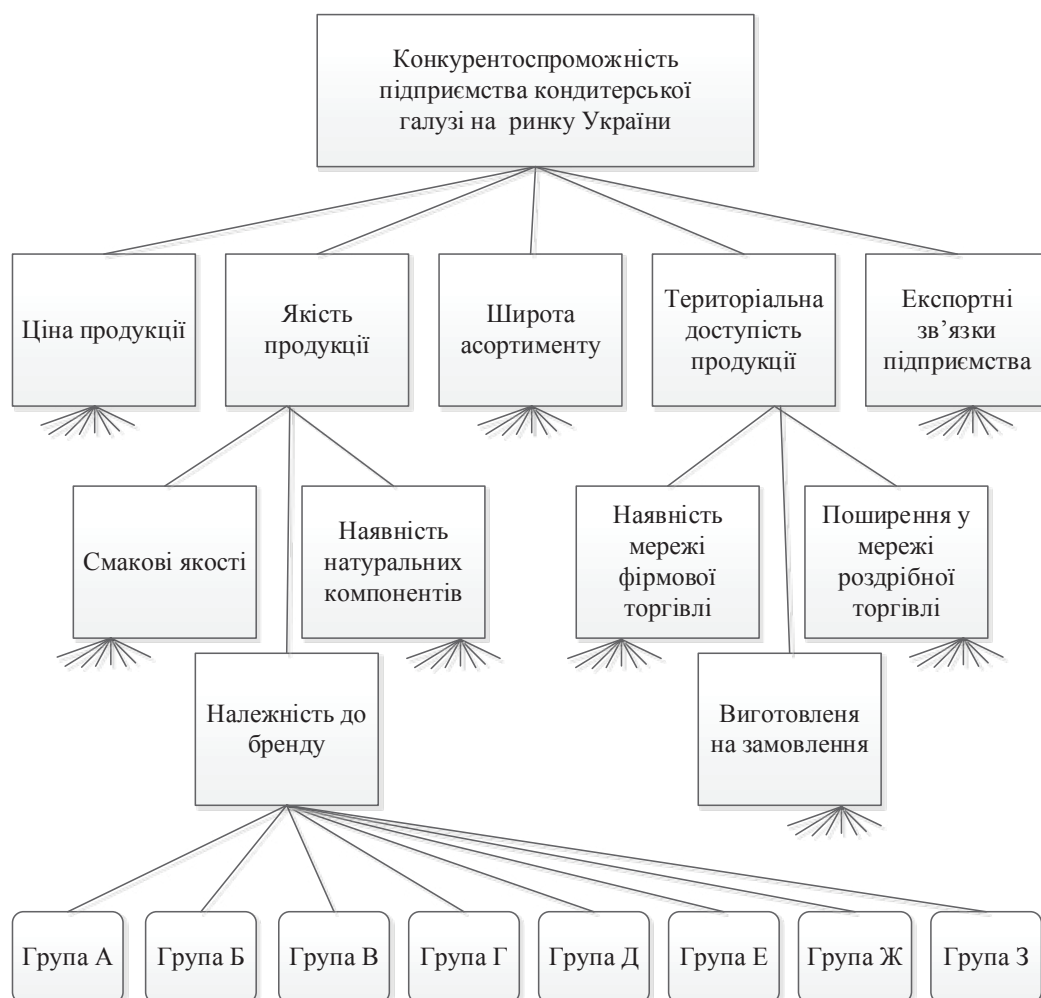 Конкурентоспроможність
підприємства кондитерської
галузі на ринку України
Ціна продукції
Якість
продукції
Широта
асортименту
Територіальна
доступість
продукції
Експортні
зв’язки
підприємства
Смакові якості
Наявність
натуральних
компонентів
Наявність
мережі
фірмової
торгівлі
Поширення у
мережі
роздрібної
торгівлі
Належність до
бренду
Виготовленя
на замовлення
Група А
Група Б
Група В
Група Г
Група Д
Група Е
Група Ж
Група З